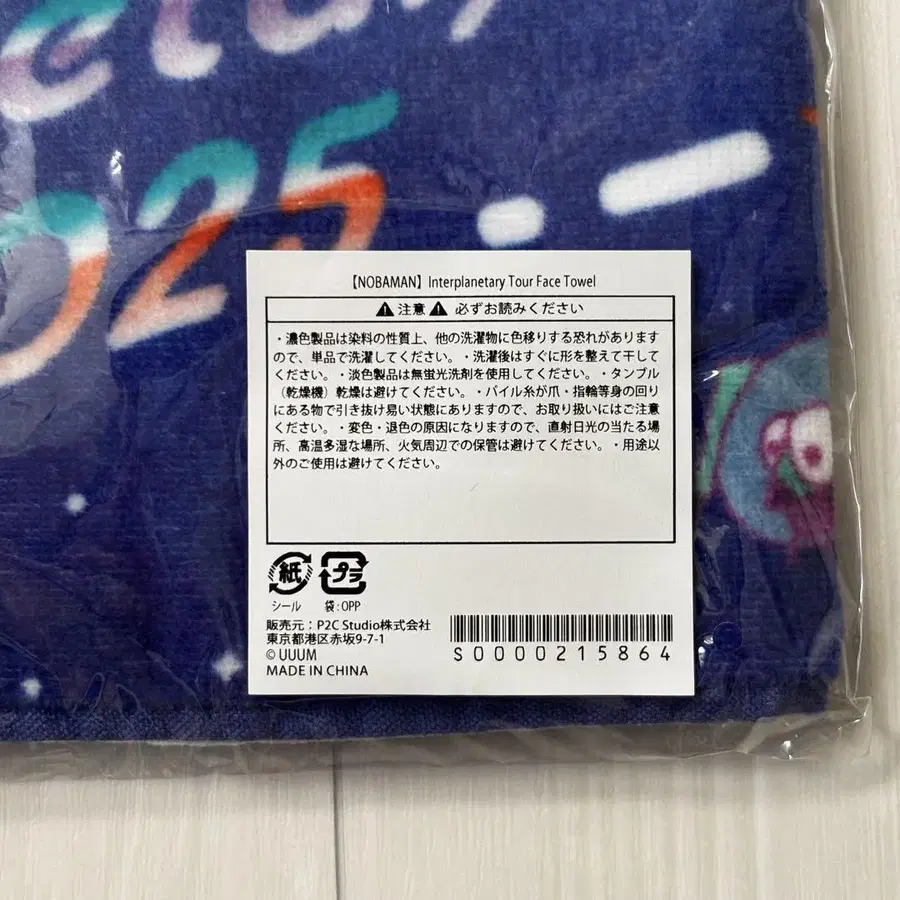 025
【NOBAMAN】Interplanetary Tour Face Towel
注意 必ずお読みください
・濃色製品は染料の性質上、他の洗濯物に色移りする恐れがあります
ので、単品で洗濯してください。・洗濯後はすぐに形を整えて干して
ください。・淡色製品は無蛍光洗剤を使用してください。・タンブル
（乾燥機）乾燥は避けてください。・パイル糸が爪・指輪等身の回り
にある物で引き抜け易い状態にありますので、お取り扱いにはご注意
ください。・変色・退色の原因になりますので、直射日光の当たる場
所、高温多湿な場所、火気周辺での保管は避けてください。・用途以
外のご使用は避けてください。
紙 プラ
シール 袋:OPP
販売元：P2C Studio株式会社
東京都港区赤坂9-7-1
© UUUM
MADE IN CHINA
S0000215864